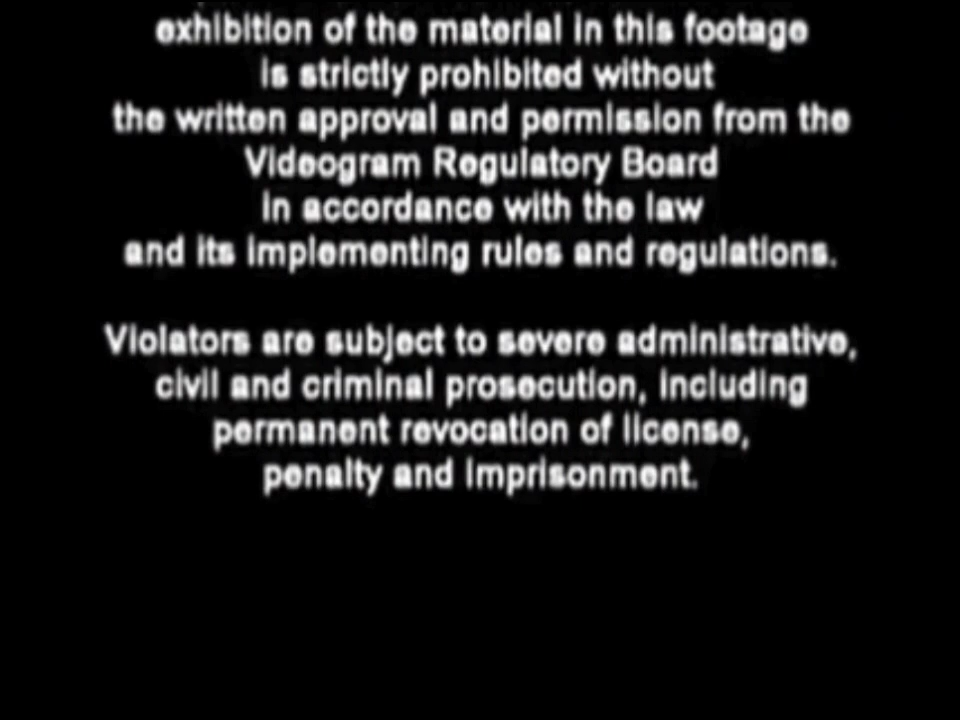 exhibition of the material in this footage
is strictly prohibited without
the written approval and permission from the
Videogram Regulatory Board
in accordance with the law
and its implementing rules and regulations.
Violators are subject to severe administrative,
civil and criminal prosecution, including
permanent revocation of license,
penalty and imprisonment.